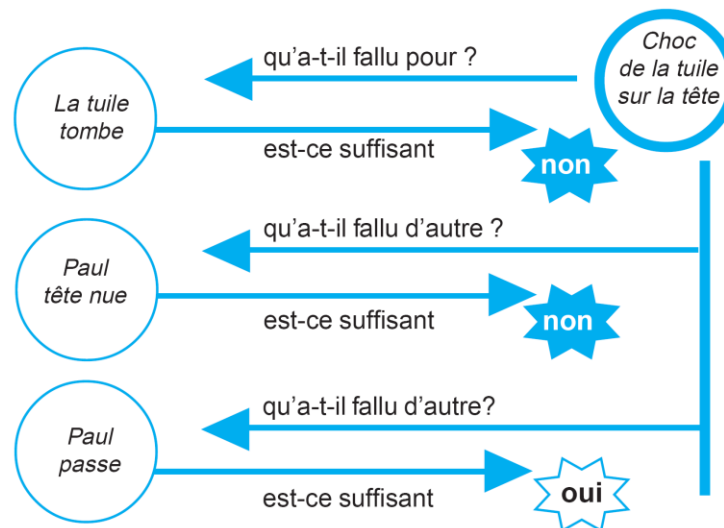 qu'a-t-il fallu pour ?
Choc
de la tuile
sur la tête
La tuile
tombe
est-ce suffisant
non
qu'a-t-il fallu d'autre ?
Paul
tête nue
est-ce suffisant
non
qu'a-t-il fallu d'autre?
Paul
passe
est-ce suffisant
oui